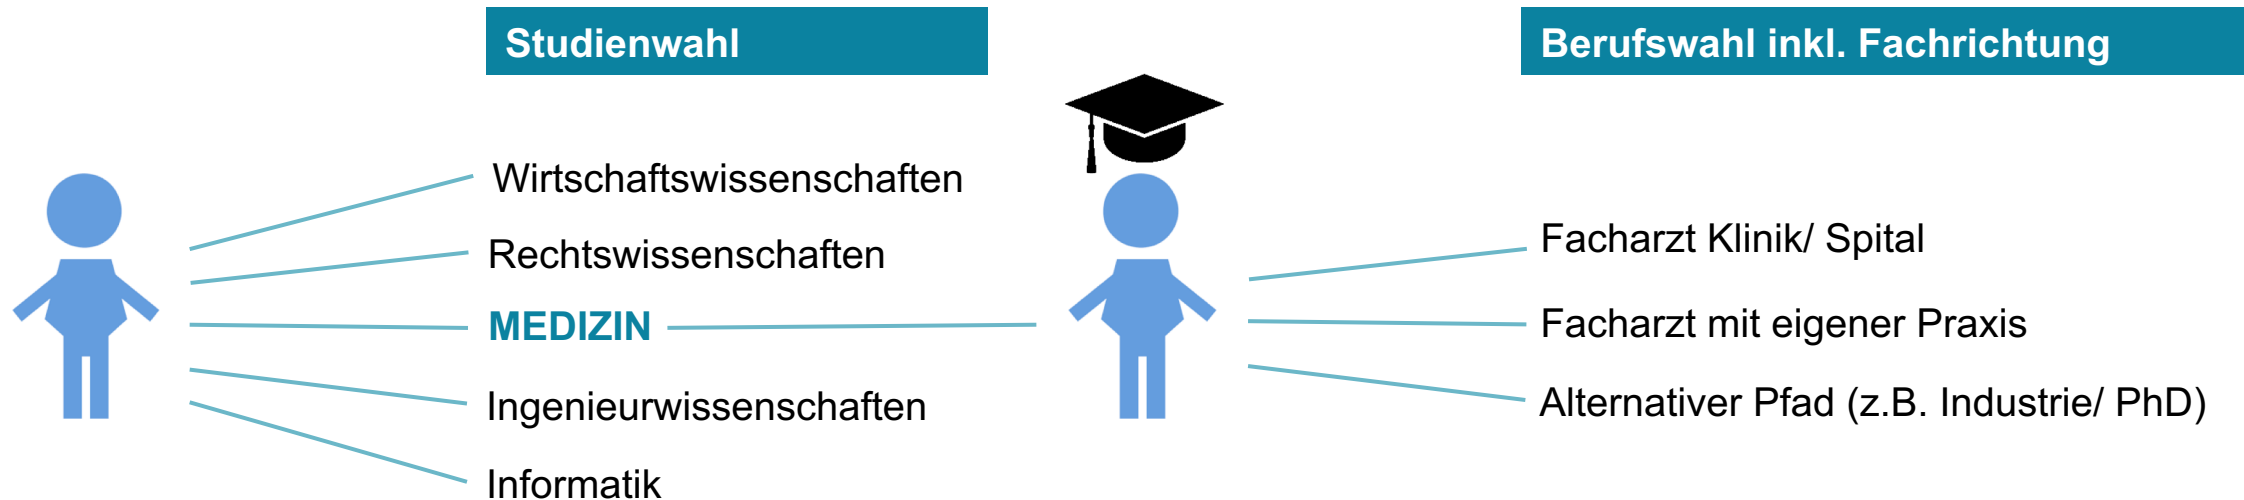 Studienwahl
Wirtschaftswissenschaften
Rechtswissenschaften
MEDIZIN
Ingenieurwissenschaften
Informatik
Berufswahl inkl. Fachrichtung
Facharzt Klinik/ Spital
Facharzt mit eigener Praxis
Alternativer Pfad (z.B. Industrie/ PhD)